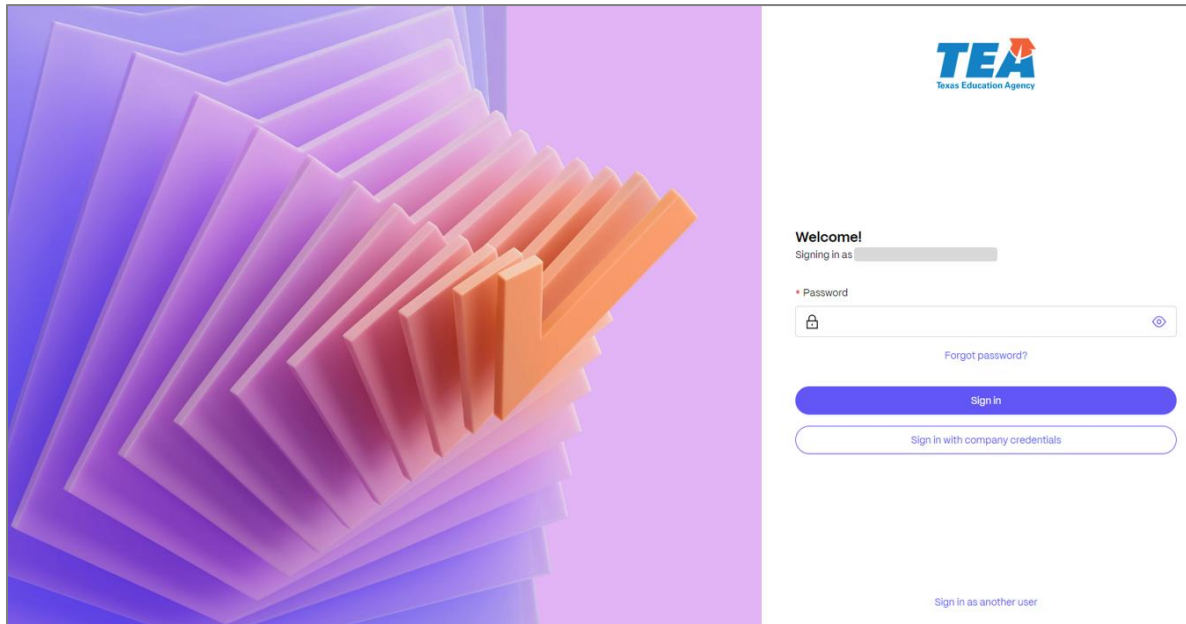 TEA
Texas Education Agency
Welcome!
Signing in as
* Password
Forgot password?
Sign in
Sign in with company credentials
Sign in as another user